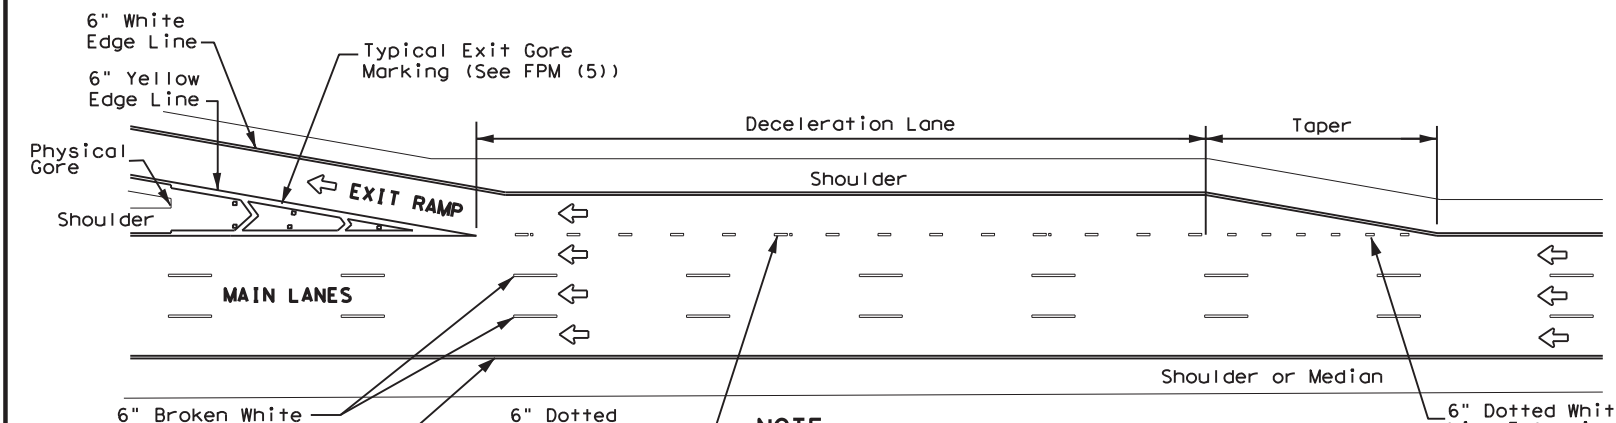 6" White
Edge Line
Typical Exit Gore
Marking (See FPM (5))
6" Yellow
Edge Line
Deceleration Lane
Taper
Physical
Gore
Shoulder
EXIT RAMP
Shoulder
MAIN LANES
Shoulder or Median
6" Broken White
6" Dotted
NOTE
6" Dotted Whit